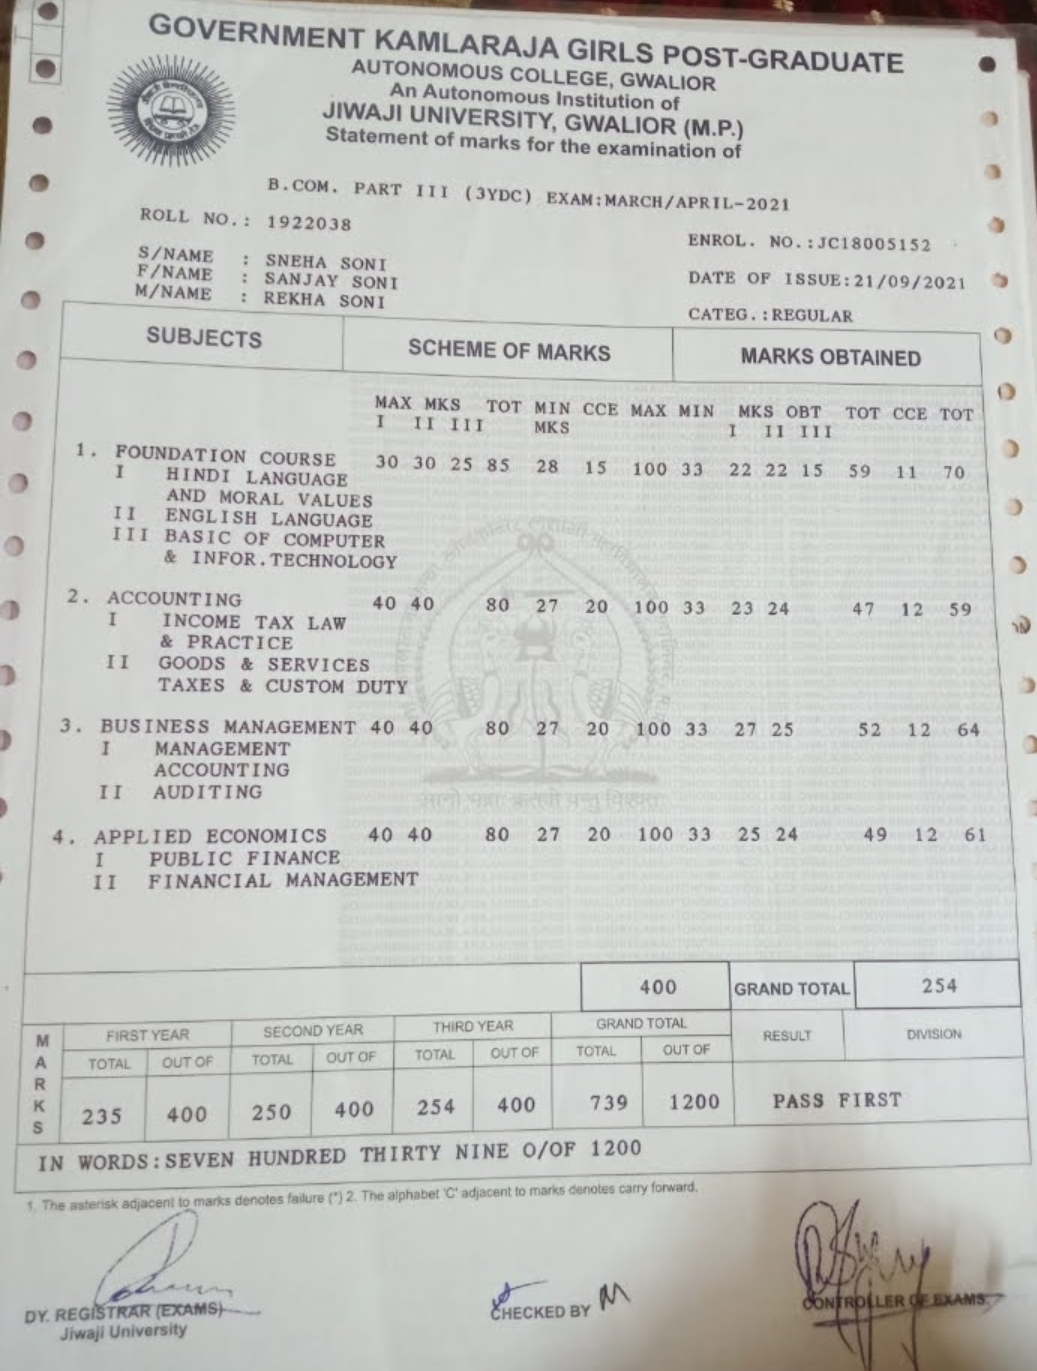 GOVERNMENT KAMLARAJA GIRLS POST-GRADUATE
AUTONOMOUS COLLEGE, GWALIOR
An Autonomous Institution of
JIWAJI UNIVERSITY, GWALIOR (M.P.)
Statement of marks for the examination of
B.COM. PART III (3YDC) EXAM:MARCH/APRIL-2021
ROLL NO.: 1922038
ENROL. NO.:JC18005152
S/NAME : SNEHA SONI
F/NAME : SANJAY SONI
DATE OF ISSUE:21/09/2021
M/NAME : REKHA SONI
CATEG.:REGULAR
SUBJECTS SCHEME OF MARKS MARKS OBTAINED
MAX MKS TOT MIN CCE MAX MIN MKS OBT TOT CCE TOT
I II III MKS I II III
1. FOUNDATION COURSE 30 30 25 85 28 15 100 33 22 22 15 59 11 70
I HINDI LANGUAGE
AND MORAL VALUES
II ENGLISH LANGUAGE
III BASIC OF COMPUTER
& INFOR.TECHNOLOGY
2. ACCOUNTING 40 40 80 27 20 100 33 23 24 47 12 59
I INCOME TAX LAW
& PRACTICE
II GOODS & SERVICES
TAXES & CUSTOM DUTY
3. BUSINESS MANAGEMENT 40 40 80 27 20 100 33 27 25 52 12 64
I MANAGEMENT
ACCOUNTING
II AUDITING
4. APPLIED ECONOMICS 40 40 80 27 20 100 33 25 24 49 12 61
I PUBLIC FINANCE
II FINANCIAL MANAGEMENT
400 GRAND TOTAL 254
MARKS
FIRST YEAR SECOND YEAR THIRD YEAR GRAND TOTAL RESULT DIVISION
TOTAL OUT OF TOTAL OUT OF TOTAL OUT OF TOTAL OUT OF
235 400 250 400 254 400 739 1200 PASS FIRST
IN WORDS:SEVEN HUNDRED THIRTY NINE O/OF 1200
1. The asterisk adjacent to marks denotes failure (*) 2. The alphabet 'C' adjacent to marks denotes carry forward.
DY. REGISTRAR (EXAMS)
Jiwaji University
CHECKED BY
CONTROLLER OF EXAMS.